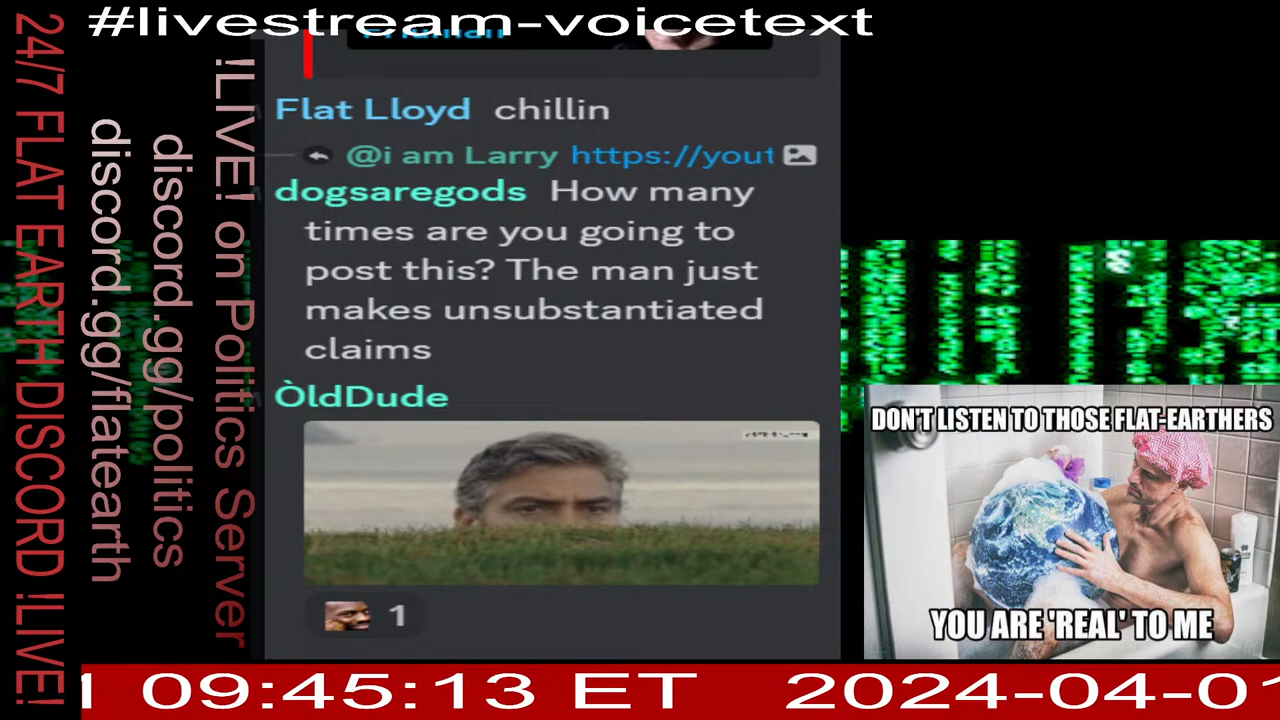 #livestream-voicetext
24/7 FLAT EARTH DISCORD !LIVE!
discord.gg/flatearth
discord.gg/politics
!LIVE! on Politics Server
Flat Lloyd chillin
@i am Larry https://yout
dogsaregods How many
times are you going to
post this? The man just
makes unsubstantiated
claims
ÒldDude
1
DON'T LISTEN TO THOSE FLAT-EARTHERS
YOU ARE 'REAL' TO ME
09:45:13 ET 2024-04-01